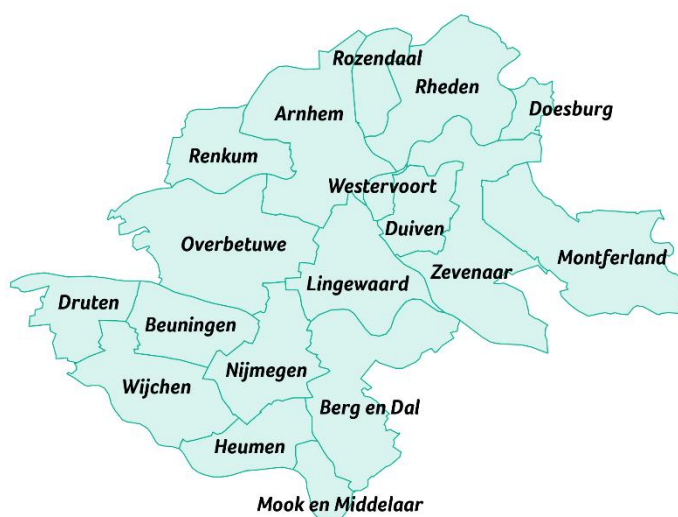 Rozendaal
Rheden
Doesburg
Arnhem
Renkum
Westervoort
Duiven
Overbetuwe
Montferland
Zevenaar
Lingewaard
Druten
Beuningen
Nijmegen
Wijchen
Berg en Dal
Heumen
Mook en Middelaar